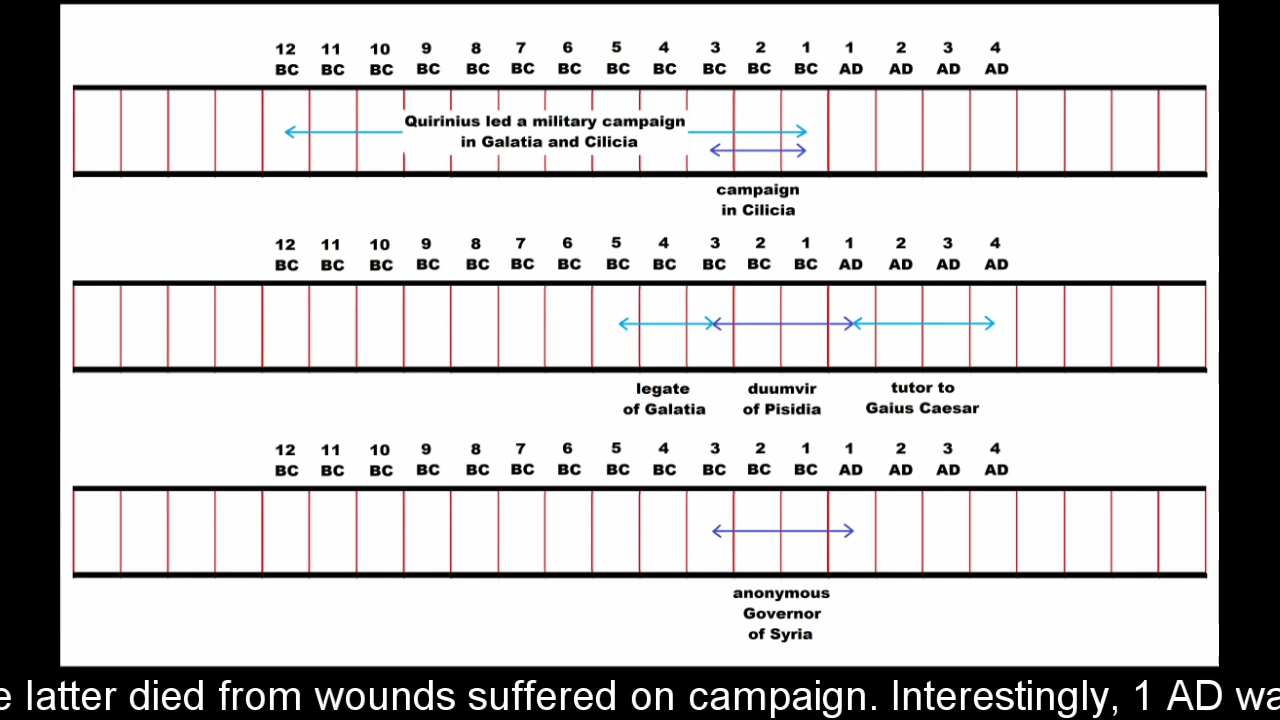 12 11 10 9 8 7 6 5 4 3 2 1 1 2 3 4
BC BC BC BC BC BC BC BC BC BC BC BC AD AD AD AD
Quirinius led a military campaign
in Galatia and Cilicia
campaign
in Cilicia
12 11 10 9 8 7 6 5 4 3 2 1 1 2 3 4
BC BC BC BC BC BC BC BC BC BC BC BC AD AD AD AD
legate
of Galatia
duumvir
of Pisidia
tutor to
Gaius Caesar
12 11 10 9 8 7 6 5 4 3 2 1 1 2 3 4
BC BC BC BC BC BC BC BC BC BC BC BC AD AD AD AD
anonymous
Governor
of Syria
e latter died from wounds suffered on campaign. Interestingly, 1 AD wa